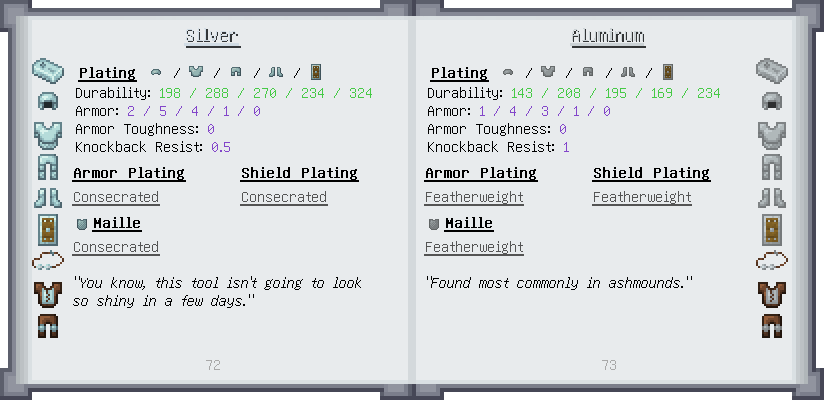 Silver
Plating / / / /
Durability: 198 / 288 / 270 / 234 / 324
Armor: 2 / 5 / 4 / 1 / 0
Armor Toughness: 0
Knockback Resist: 0.5
Armor Plating Shield Plating
Consecrated Consecrated
Maille
Consecrated
"You know, this tool isn't going to look
so shiny in a few days."
72
Aluminum
Plating / / / /
Durability: 143 / 208 / 195 / 169 / 234
Armor: 1 / 4 / 3 / 1 / 0
Armor Toughness: 0
Knockback Resist: 1
Armor Plating Shield Plating
Featherweight Featherweight
Maille
Featherweight
"Found most commonly in ashmounds."
73